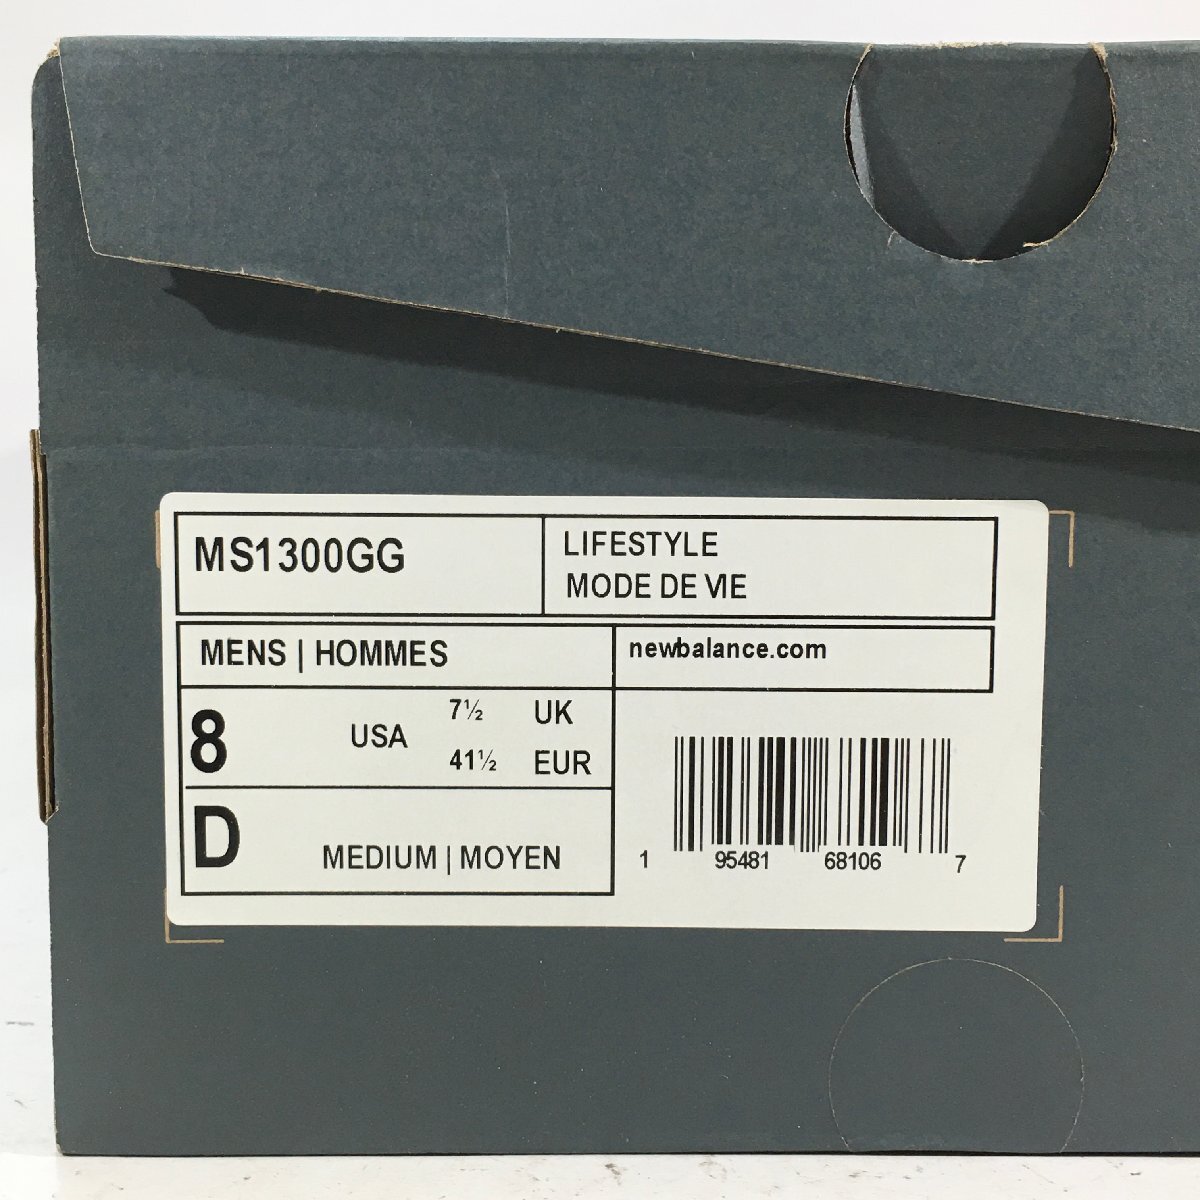 MS1300GG
LIFESTYLE
MODE DE VIE
MENS | HOMMES
newbalance.com
8 USA 7½ UK
41½ EUR
D MEDIUM | MOYEN
1 95481 68106 7